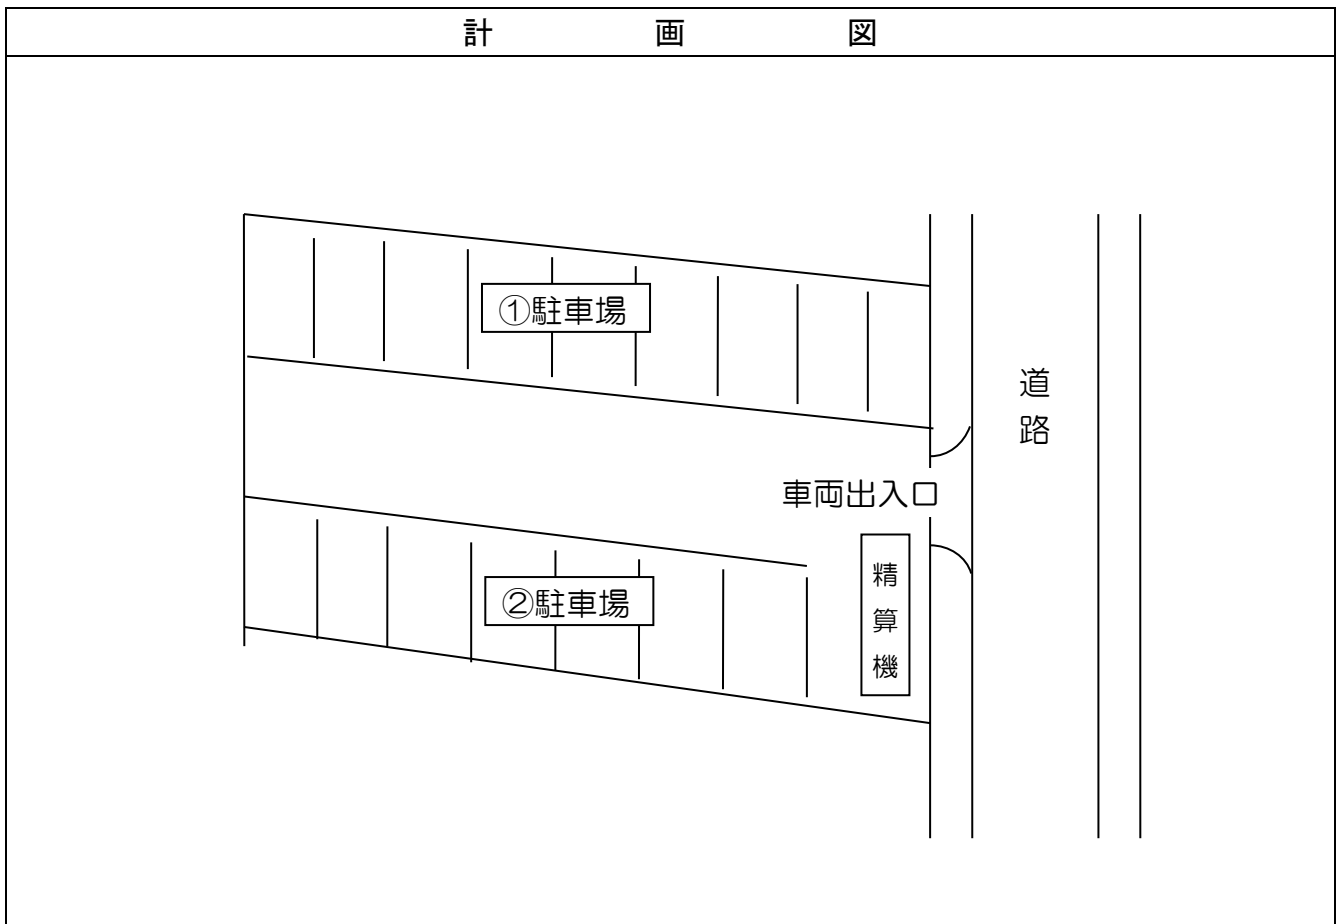 計画図
①駐車場
道路
車両出入口
②駐車場
精算機